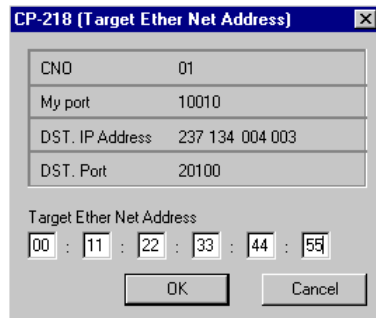 CP-218 (Target Ether Net Address)
CNO 01
My port 10010
DST. IP Address 237 134 004 003
DST. Port 20100
Target Ether Net Address
00 : 11 : 22 : 33 : 44 : 55
OK Cancel